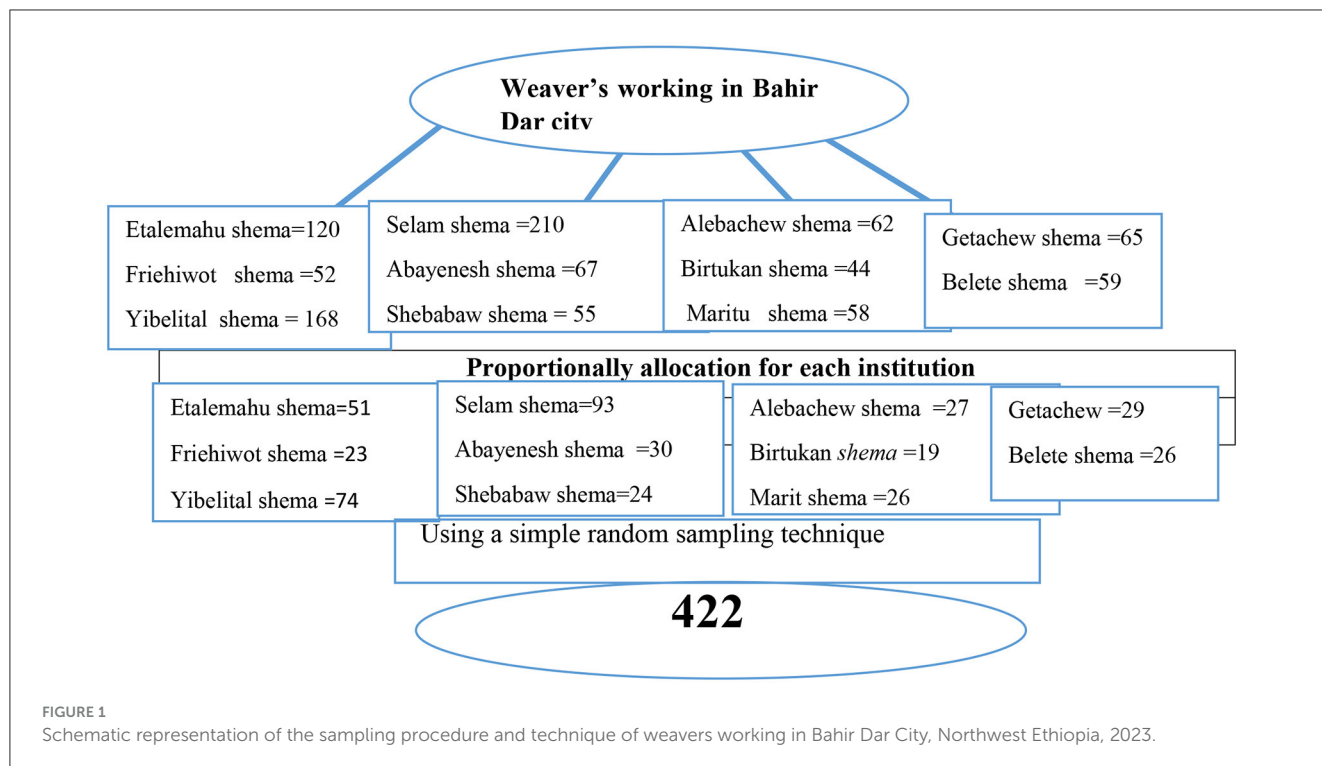 Weaver's working in Bahir
Dar city
Etalemahu shema=120
Friehiwot shema =52
Yibelital shema = 168
Selam shema =210
Abayenesh shema =67
Shebabaw shema = 55
Alebachew shema =62
Birtukan shema =44
Maritu shema =58
Getachew shema =65
Belete shema =59
Proportionally allocation for each institution
Etalemahu shema=51
Friehiwot shema =23
Yibelital shema =74
Selam shema=93
Abayenesh shema =30
Shebabaw shema=24
Alebachew shema =27
Birtukan shema =19
Marit shema =26
Getachew =29
Belete shema =26
Using a simple random sampling technique
422
FIGURE 1
Schematic representation of the sampling procedure and technique of weavers working in Bahir Dar City, Northwest Ethiopia, 2023.